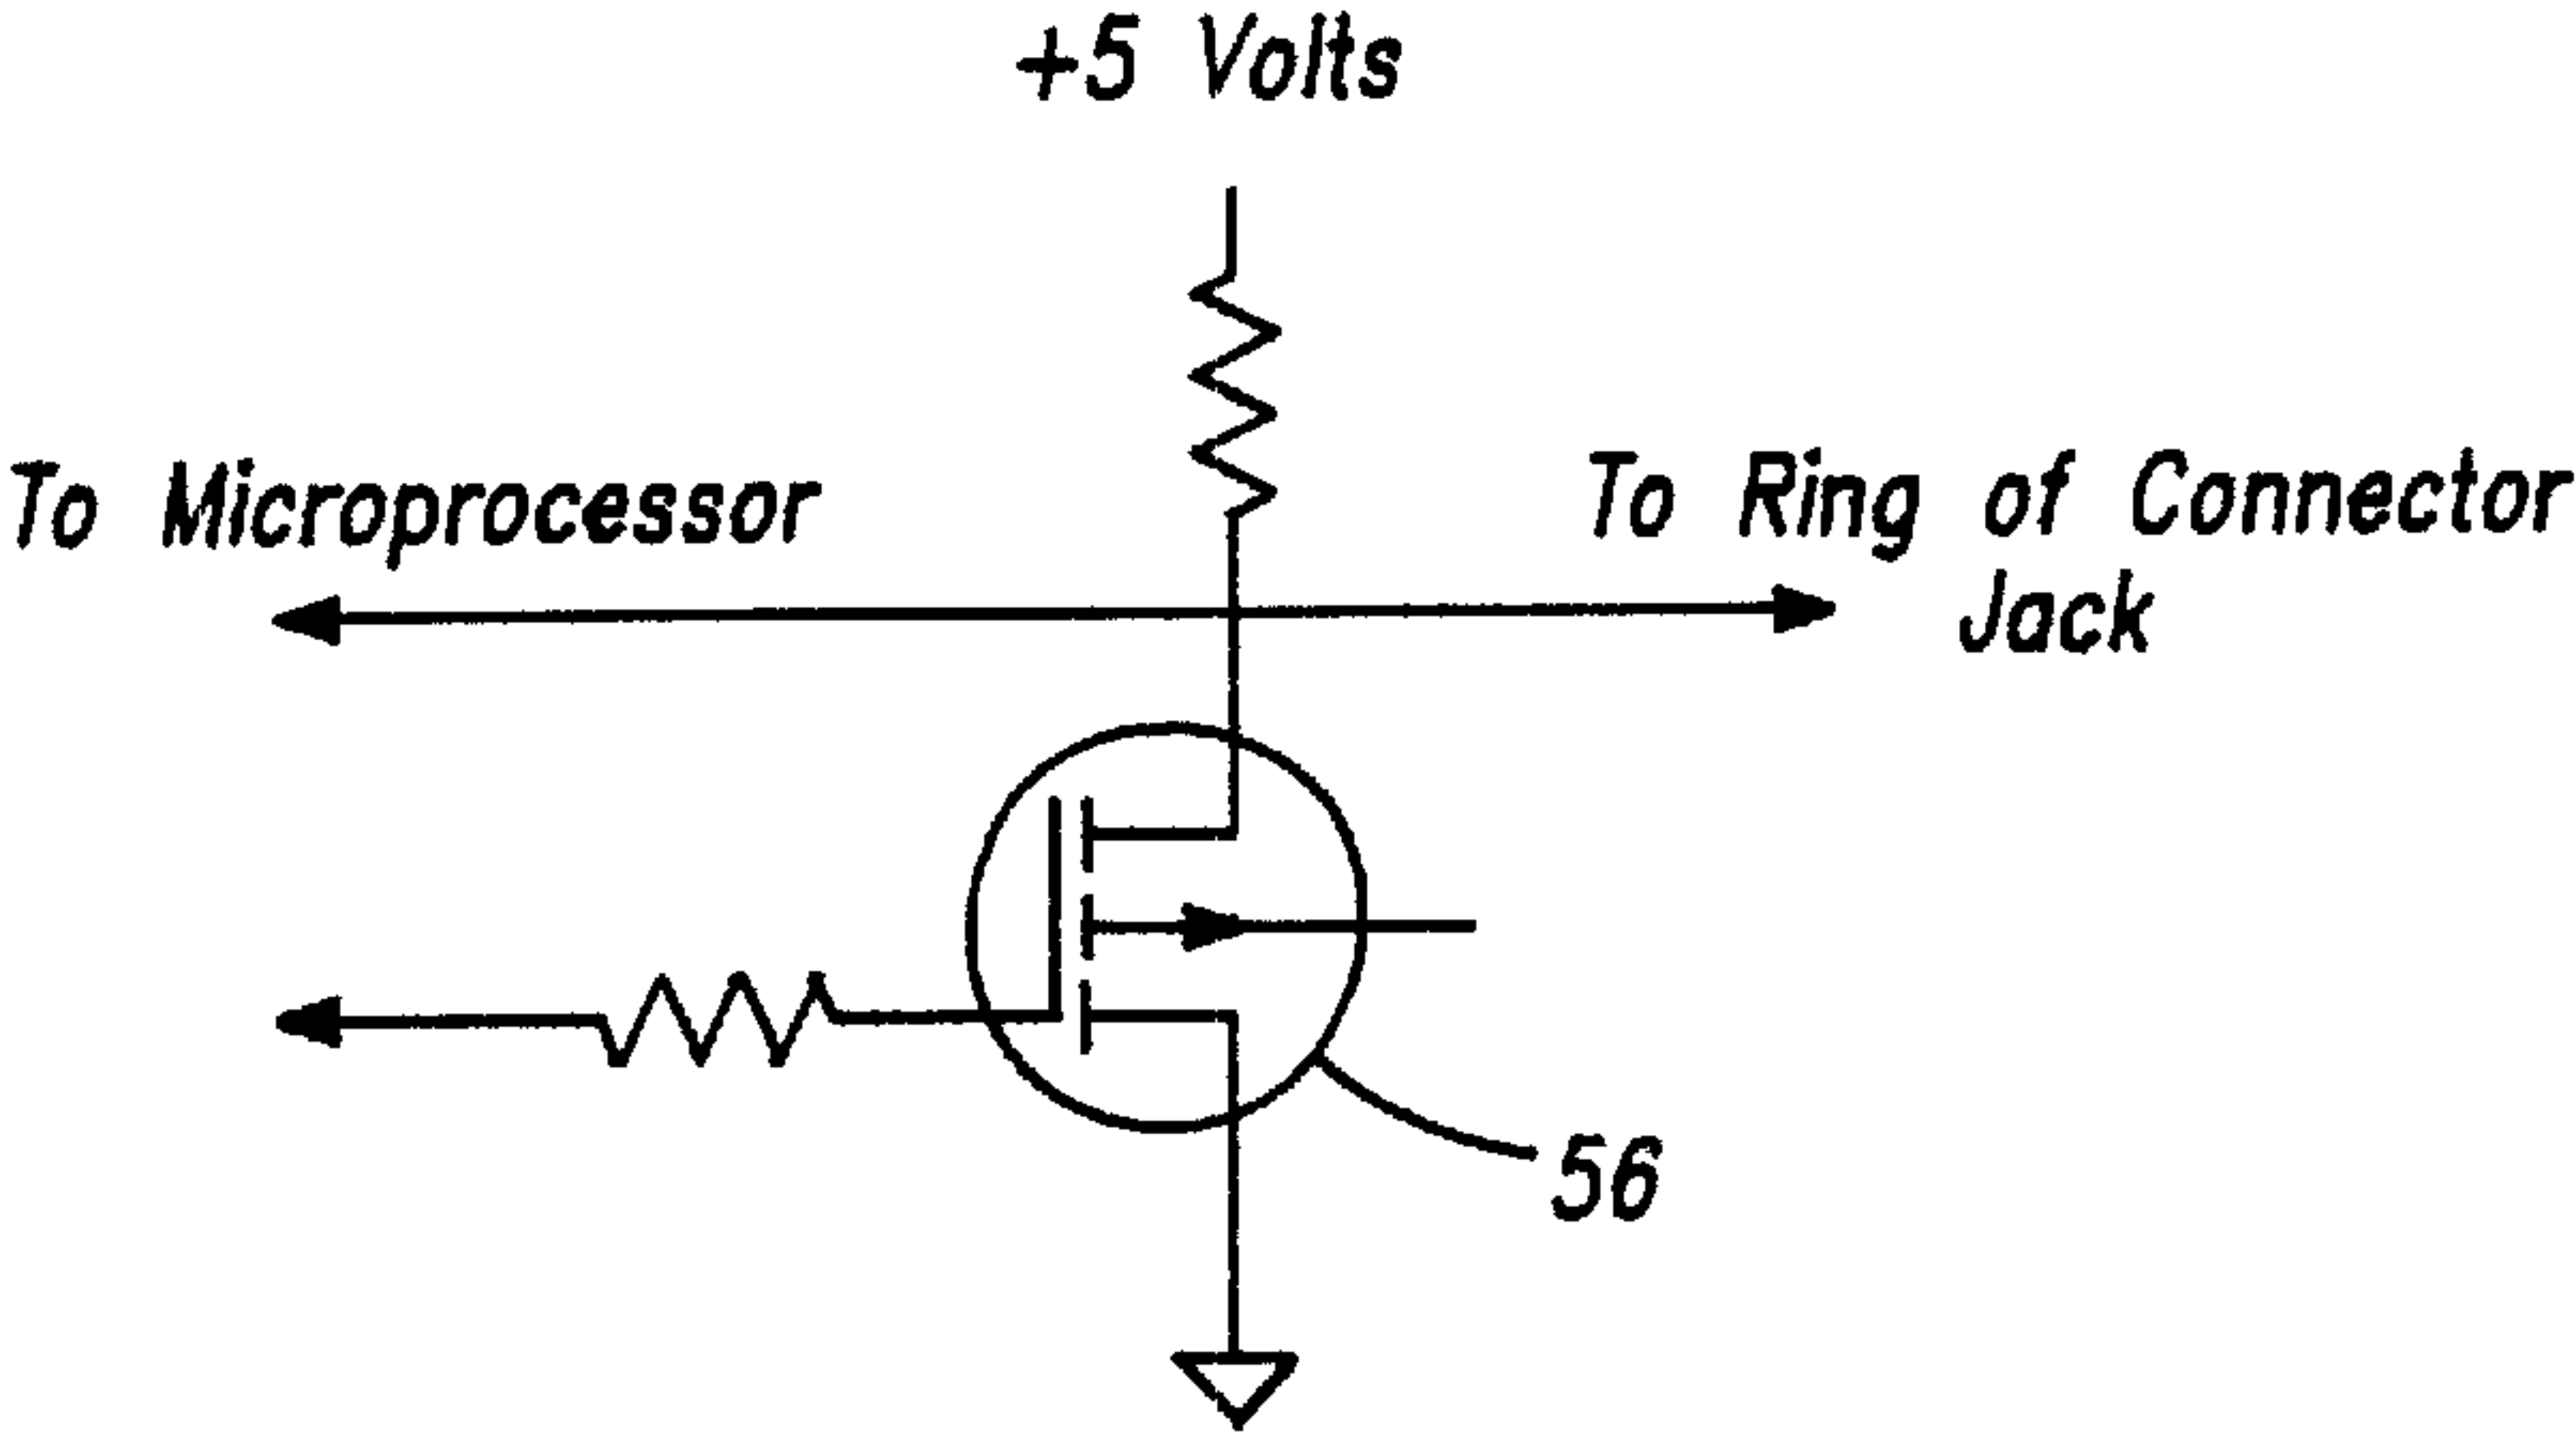 +5 Volts
To Microprocessor
To Ring of Connector
Jack
56